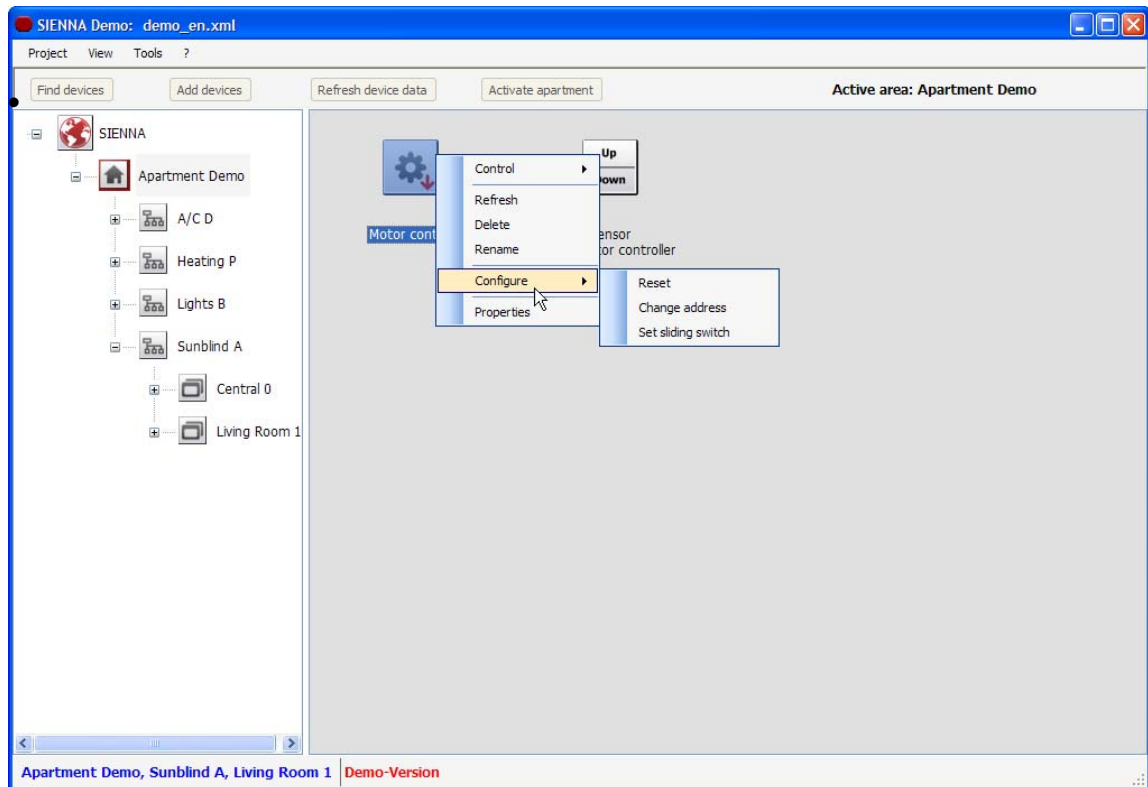 SIENNA Demo: demo_en.xml
Project View Tools ?
Find devices Add devices Refresh device data Activate apartment Active area: Apartment Demo
SIENNA
Apartment Demo
A/C D
Heating P
Lights B
Sunblind A
Central 0
Living Room 1
Motor cont
Up
Down
ensor
or controller
Control
Refresh
Delete
Rename
Configure
Properties
Reset
Change address
Set sliding switch
Apartment Demo, Sunblind A, Living Room 1 Demo-Version